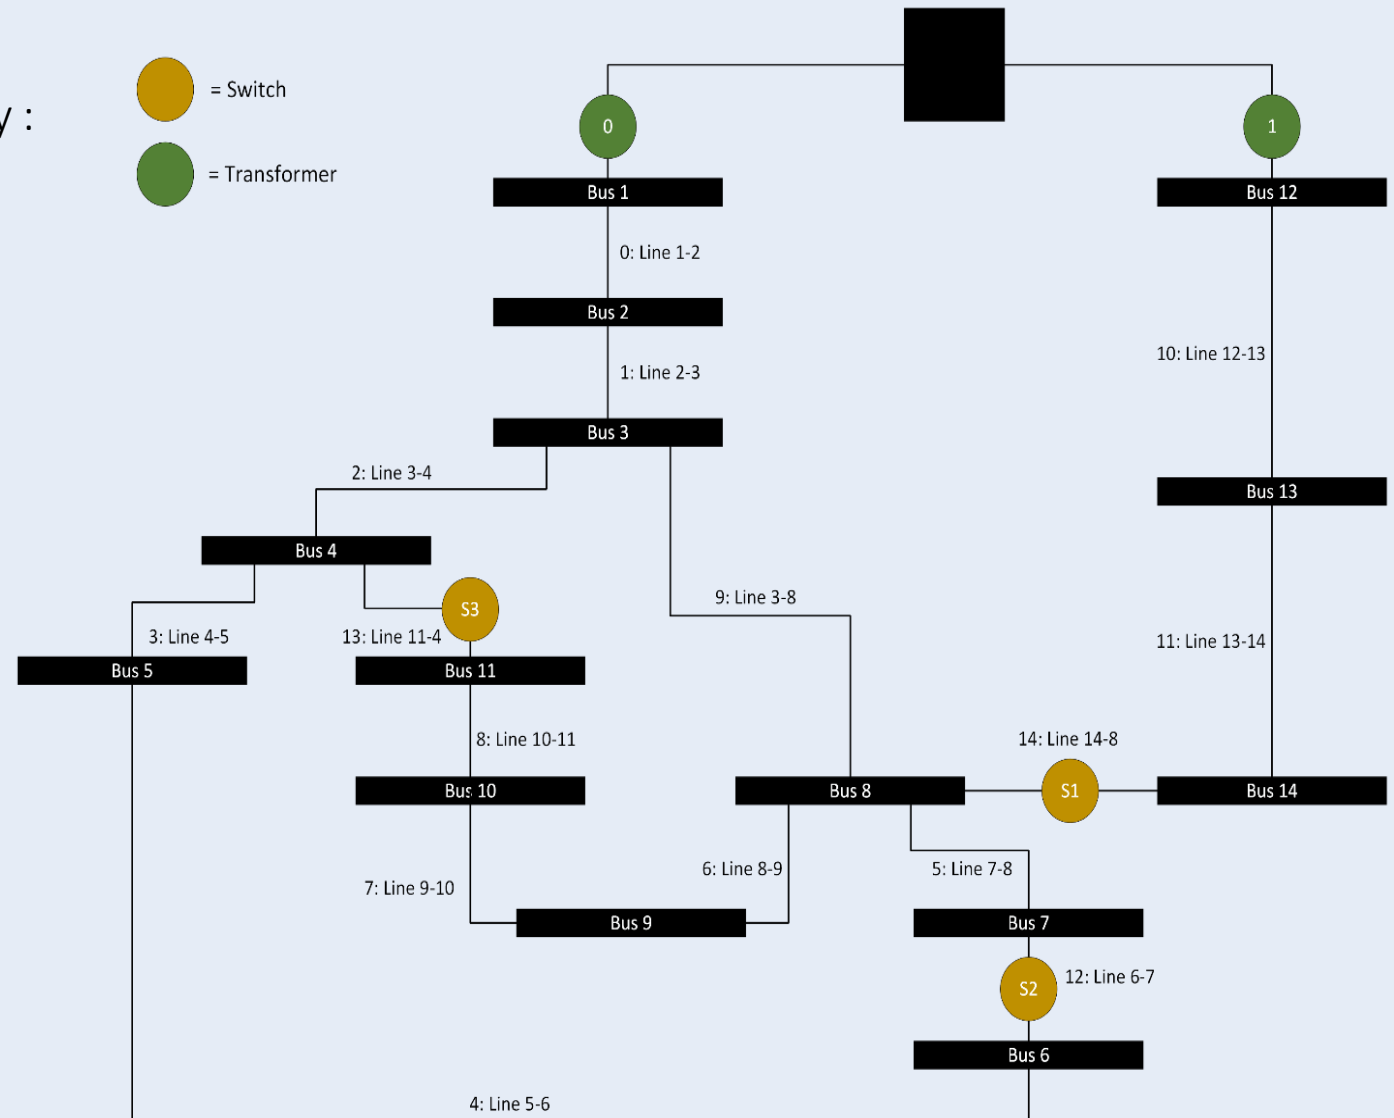 y :
= Switch
= Transformer
0
1
Bus 1
Bus 12
0: Line 1-2
Bus 2
10: Line 12-13
1: Line 2-3
Bus 3
2: Line 3-4
Bus 13
Bus 4
9: Line 3-8
S3
3: Line 4-5
13: Line 11-4
11: Line 13-14
Bus 5
Bus 11
8: Line 10-11
14: Line 14-8
Bus 10
Bus 8
S1
Bus 14
6: Line 8-9
5: Line 7-8
7: Line 9-10
Bus 9
Bus 7
S2
12: Line 6-7
Bus 6
4: Line 5-6